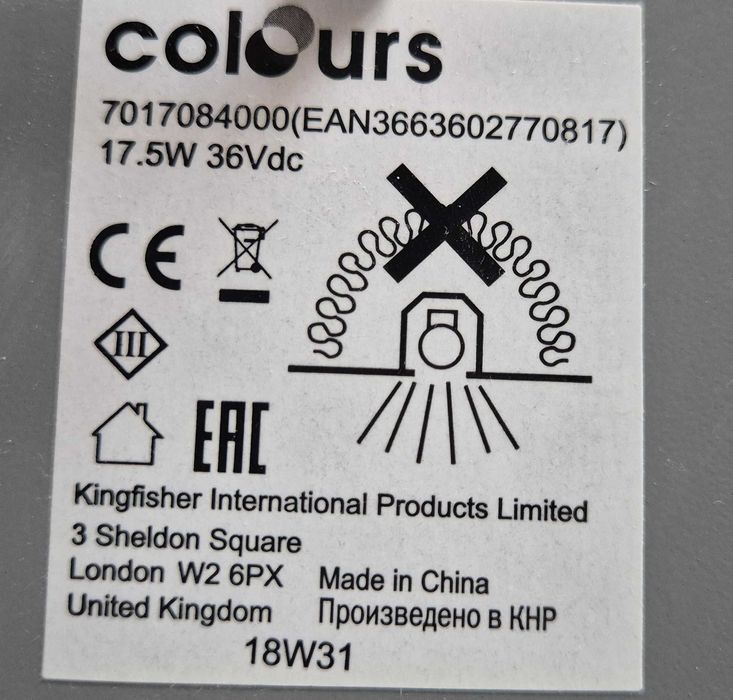 colours
7017084000(EAN3663602770817)
17.5W 36Vdc
CE
III
EAC
Kingfisher International Products Limited
3 Sheldon Square
London W2 6PX Made in China
United Kingdom Произведено в КНР
18W31